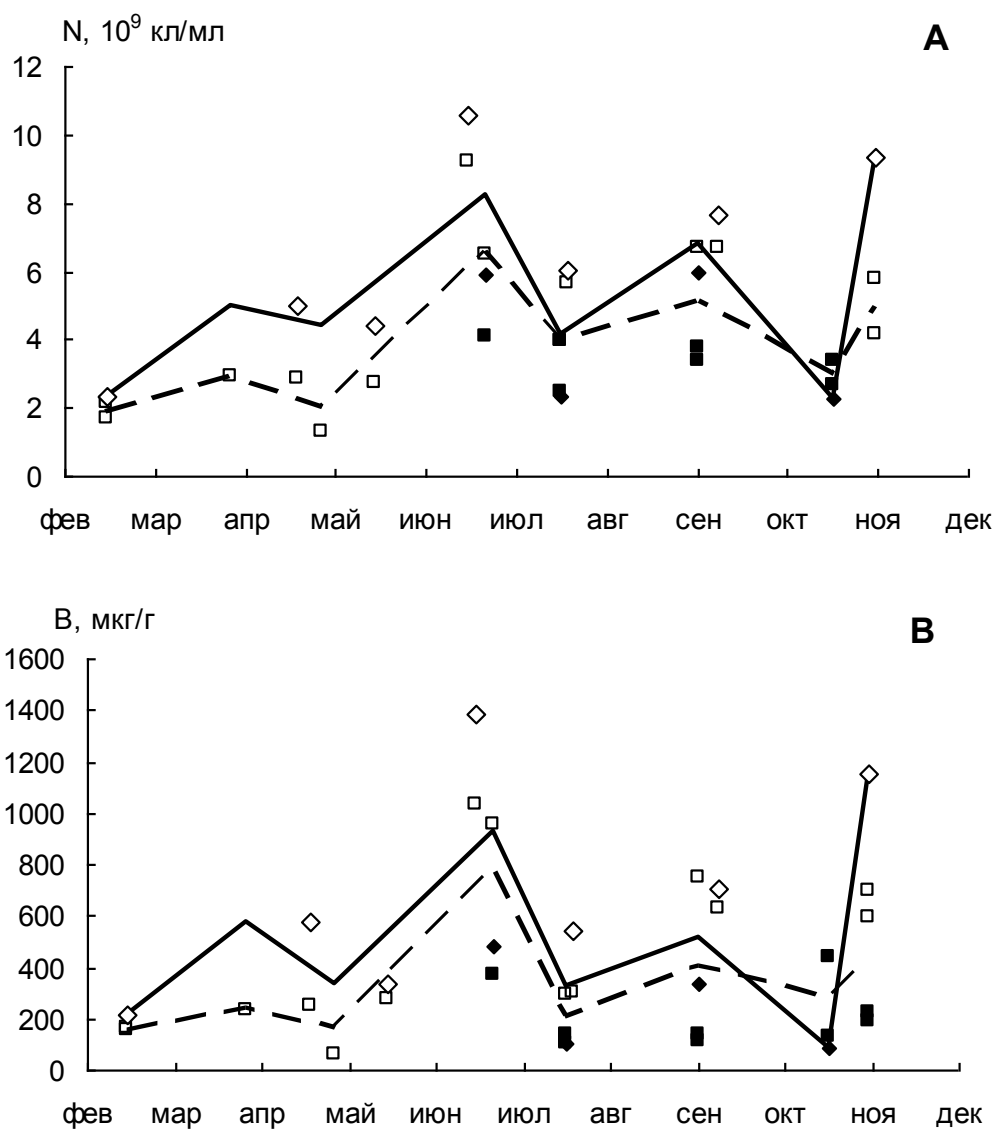 N, 10⁹ кл/мл
A
12
10
8
6
4
2
0
фев мар апр май июн июл авг сен окт ноя дек
В, мкг/г
В
1600
1400
1200
1000
800
600
400
200
0
фев мар апр май июн июл авг сен окт ноя дек